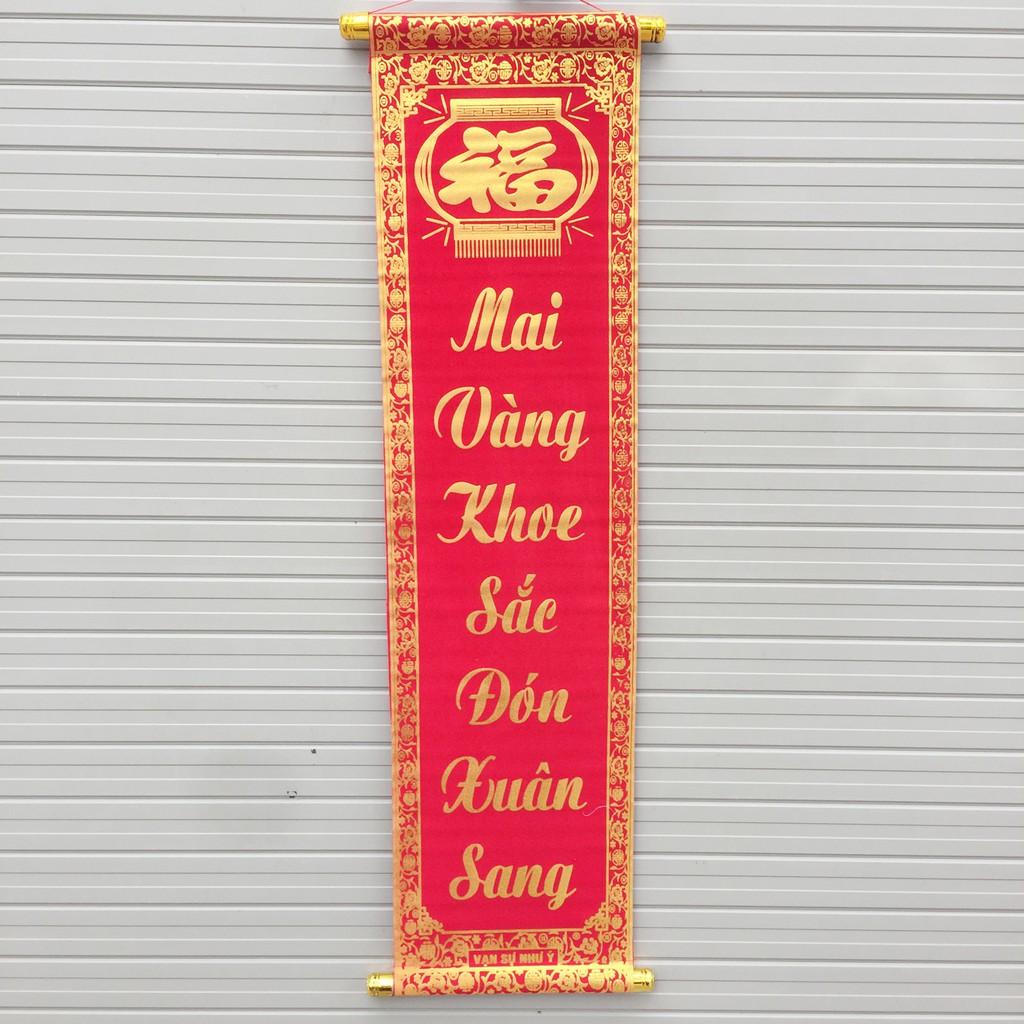 福
Mai
Vàng
Khoe
Sắc
Đón
Xuân
Sang
VẠN SỰ NHƯ Ý